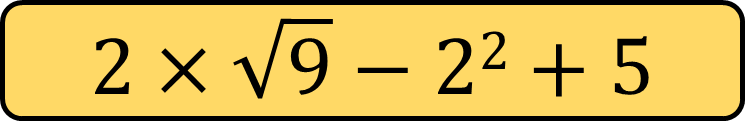 2 × √9 − 2² + 5